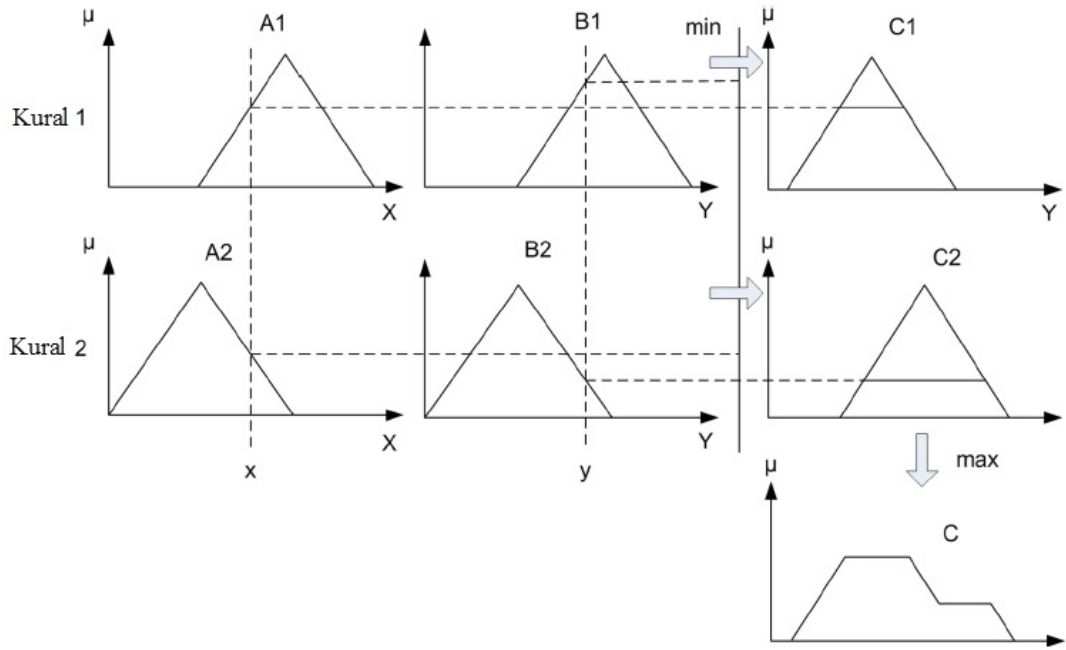 μ A1 μ B1 min μ C1
Kural 1
X Y Y
μ A2 μ B2 μ C2
Kural 2
X Y
x y max
μ C